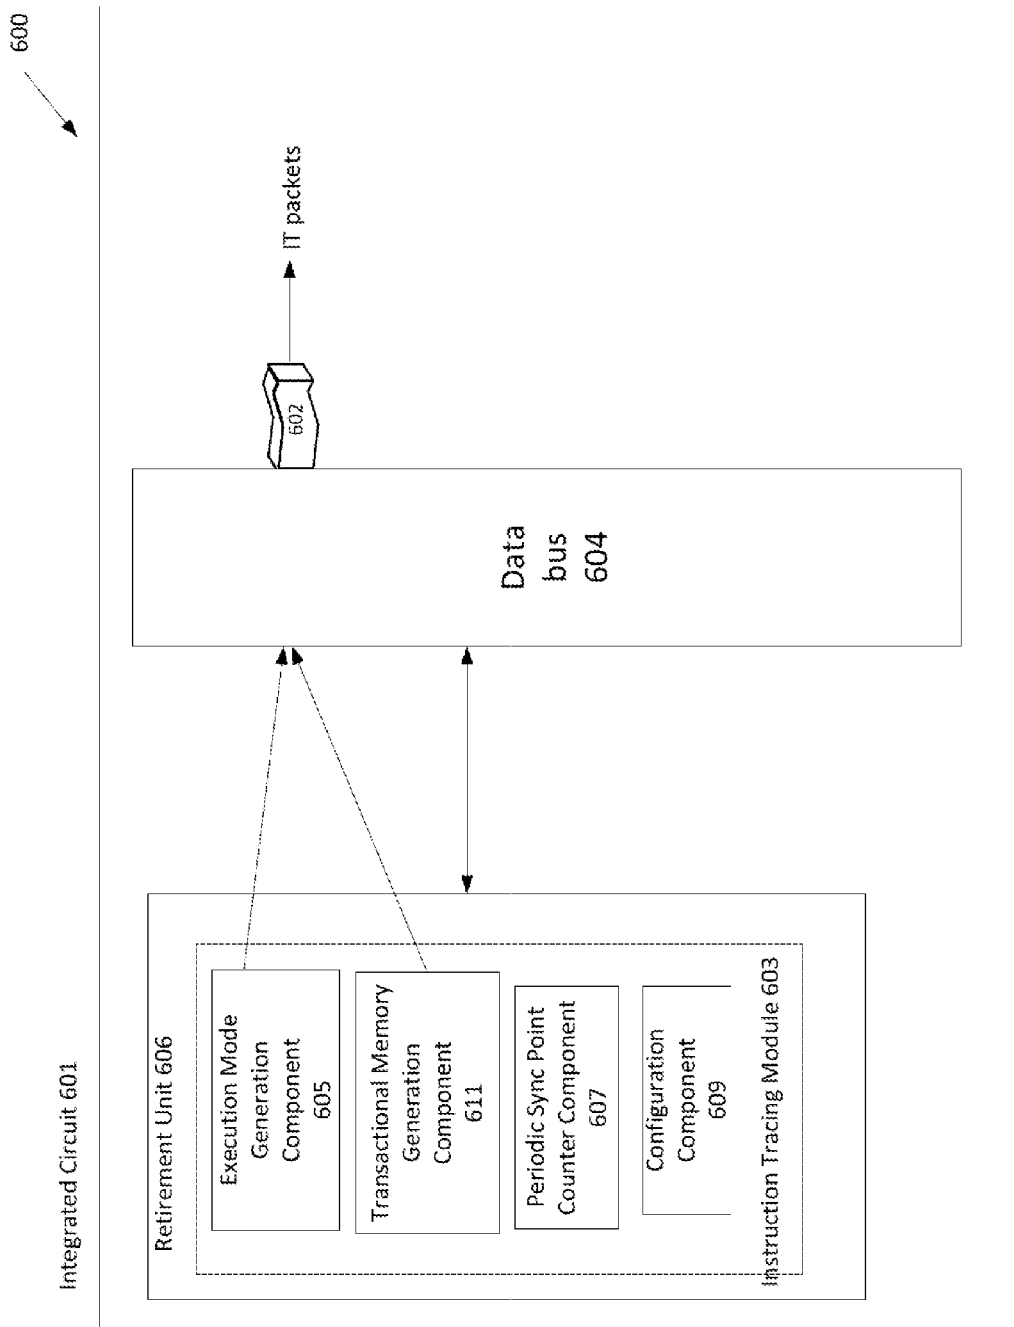 600
Integrated Circuit 601
Retirement Unit 606
Execution Mode
Generation
Component
605
Transactional Memory
Generation
Component
611
Periodic Sync Point
Counter Component
607
Configuration
Component
609
Instruction Tracing Module 603
Data
bus
604
602
IT packets